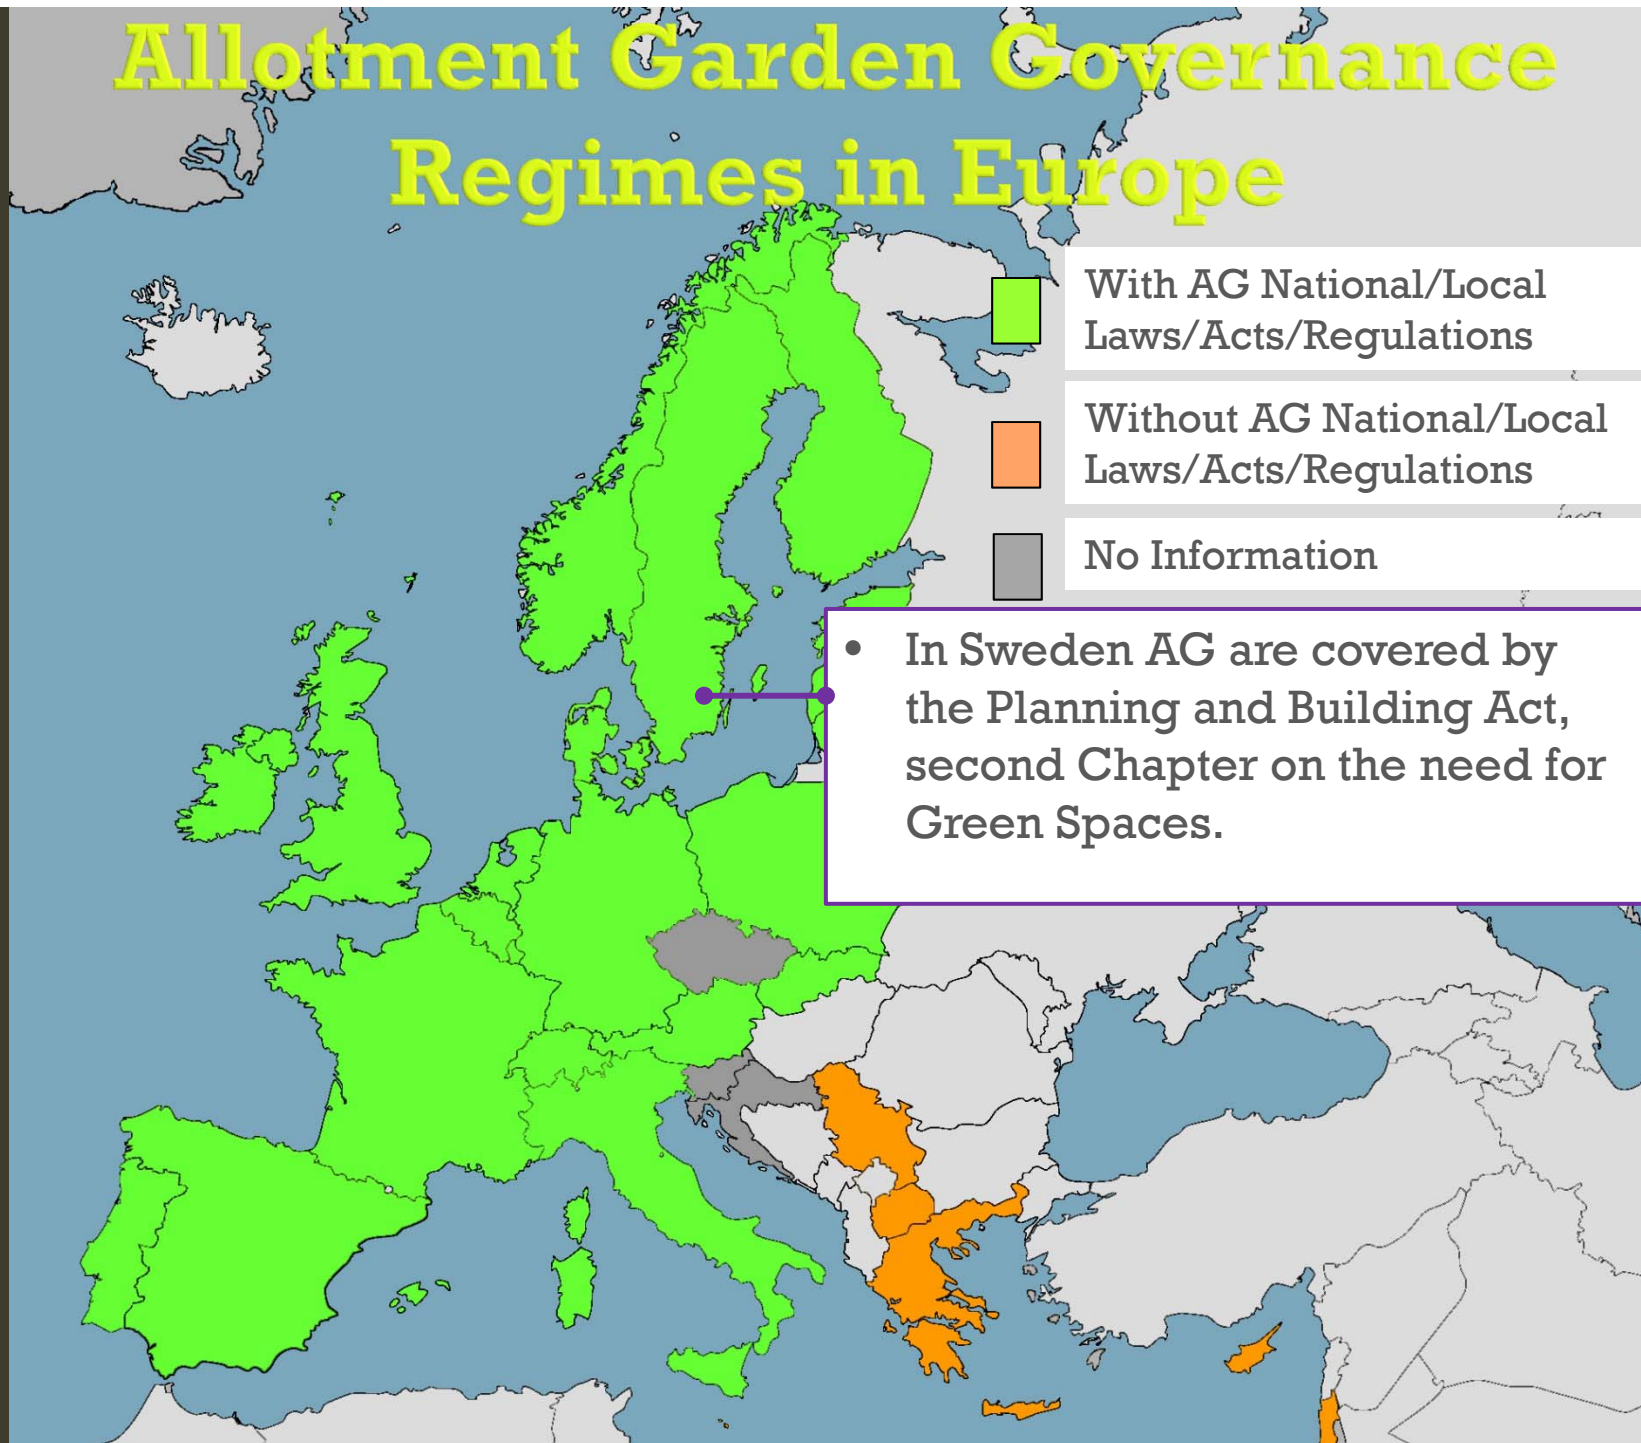 Allotment Garden Governance
Regimes in Europe
With AG National/Local
Laws/Acts/Regulations
Without AG National/Local
Laws/Acts/Regulations
No Information
• In Sweden AG are covered by
the Planning and Building Act,
second Chapter on the need for
Green Spaces.